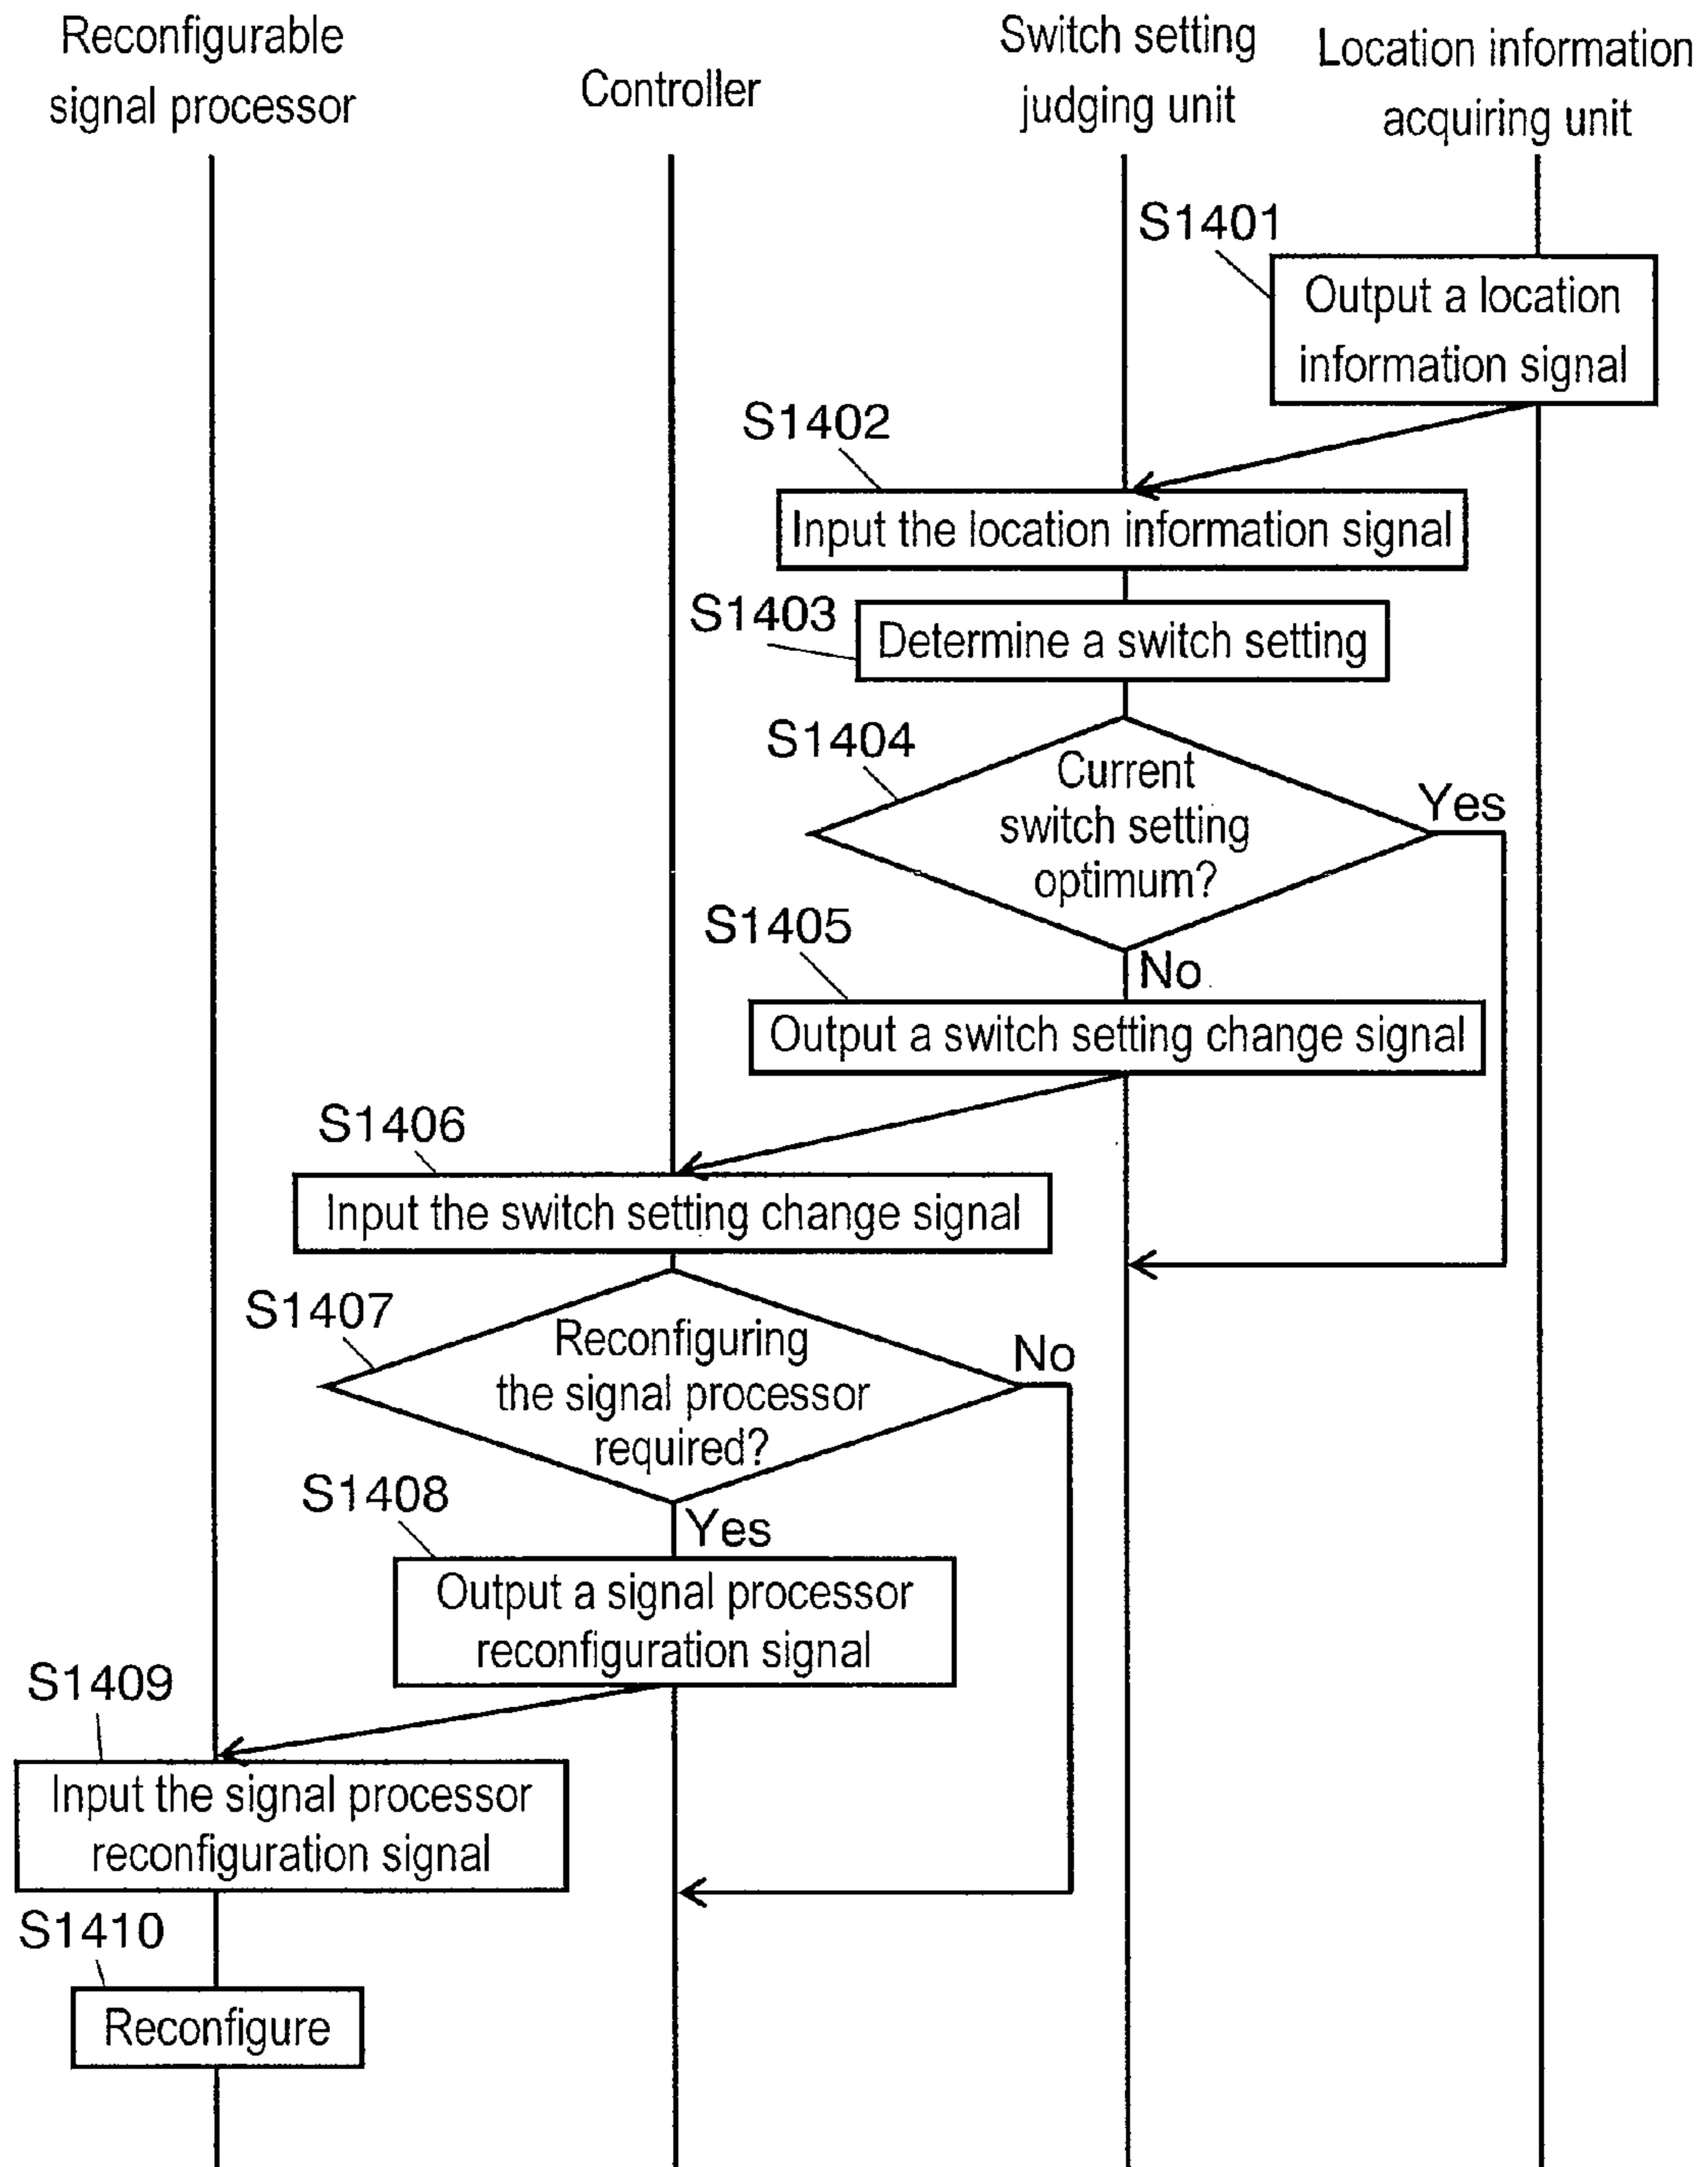 Reconfigurable
signal processor
Controller
Switch setting
judging unit
Location information
acquiring unit
S1401
Output a location
information signal
S1402
Input the location information signal
S1403
Determine a switch setting
S1404
Current
switch setting
optimum?
Yes
No
S1405
Output a switch setting change signal
S1406
Input the switch setting change signal
S1407
Reconfiguring
the signal processor
required?
No
Yes
S1408
Output a signal processor
reconfiguration signal
S1409
Input the signal processor
reconfiguration signal
S1410
Reconfigure